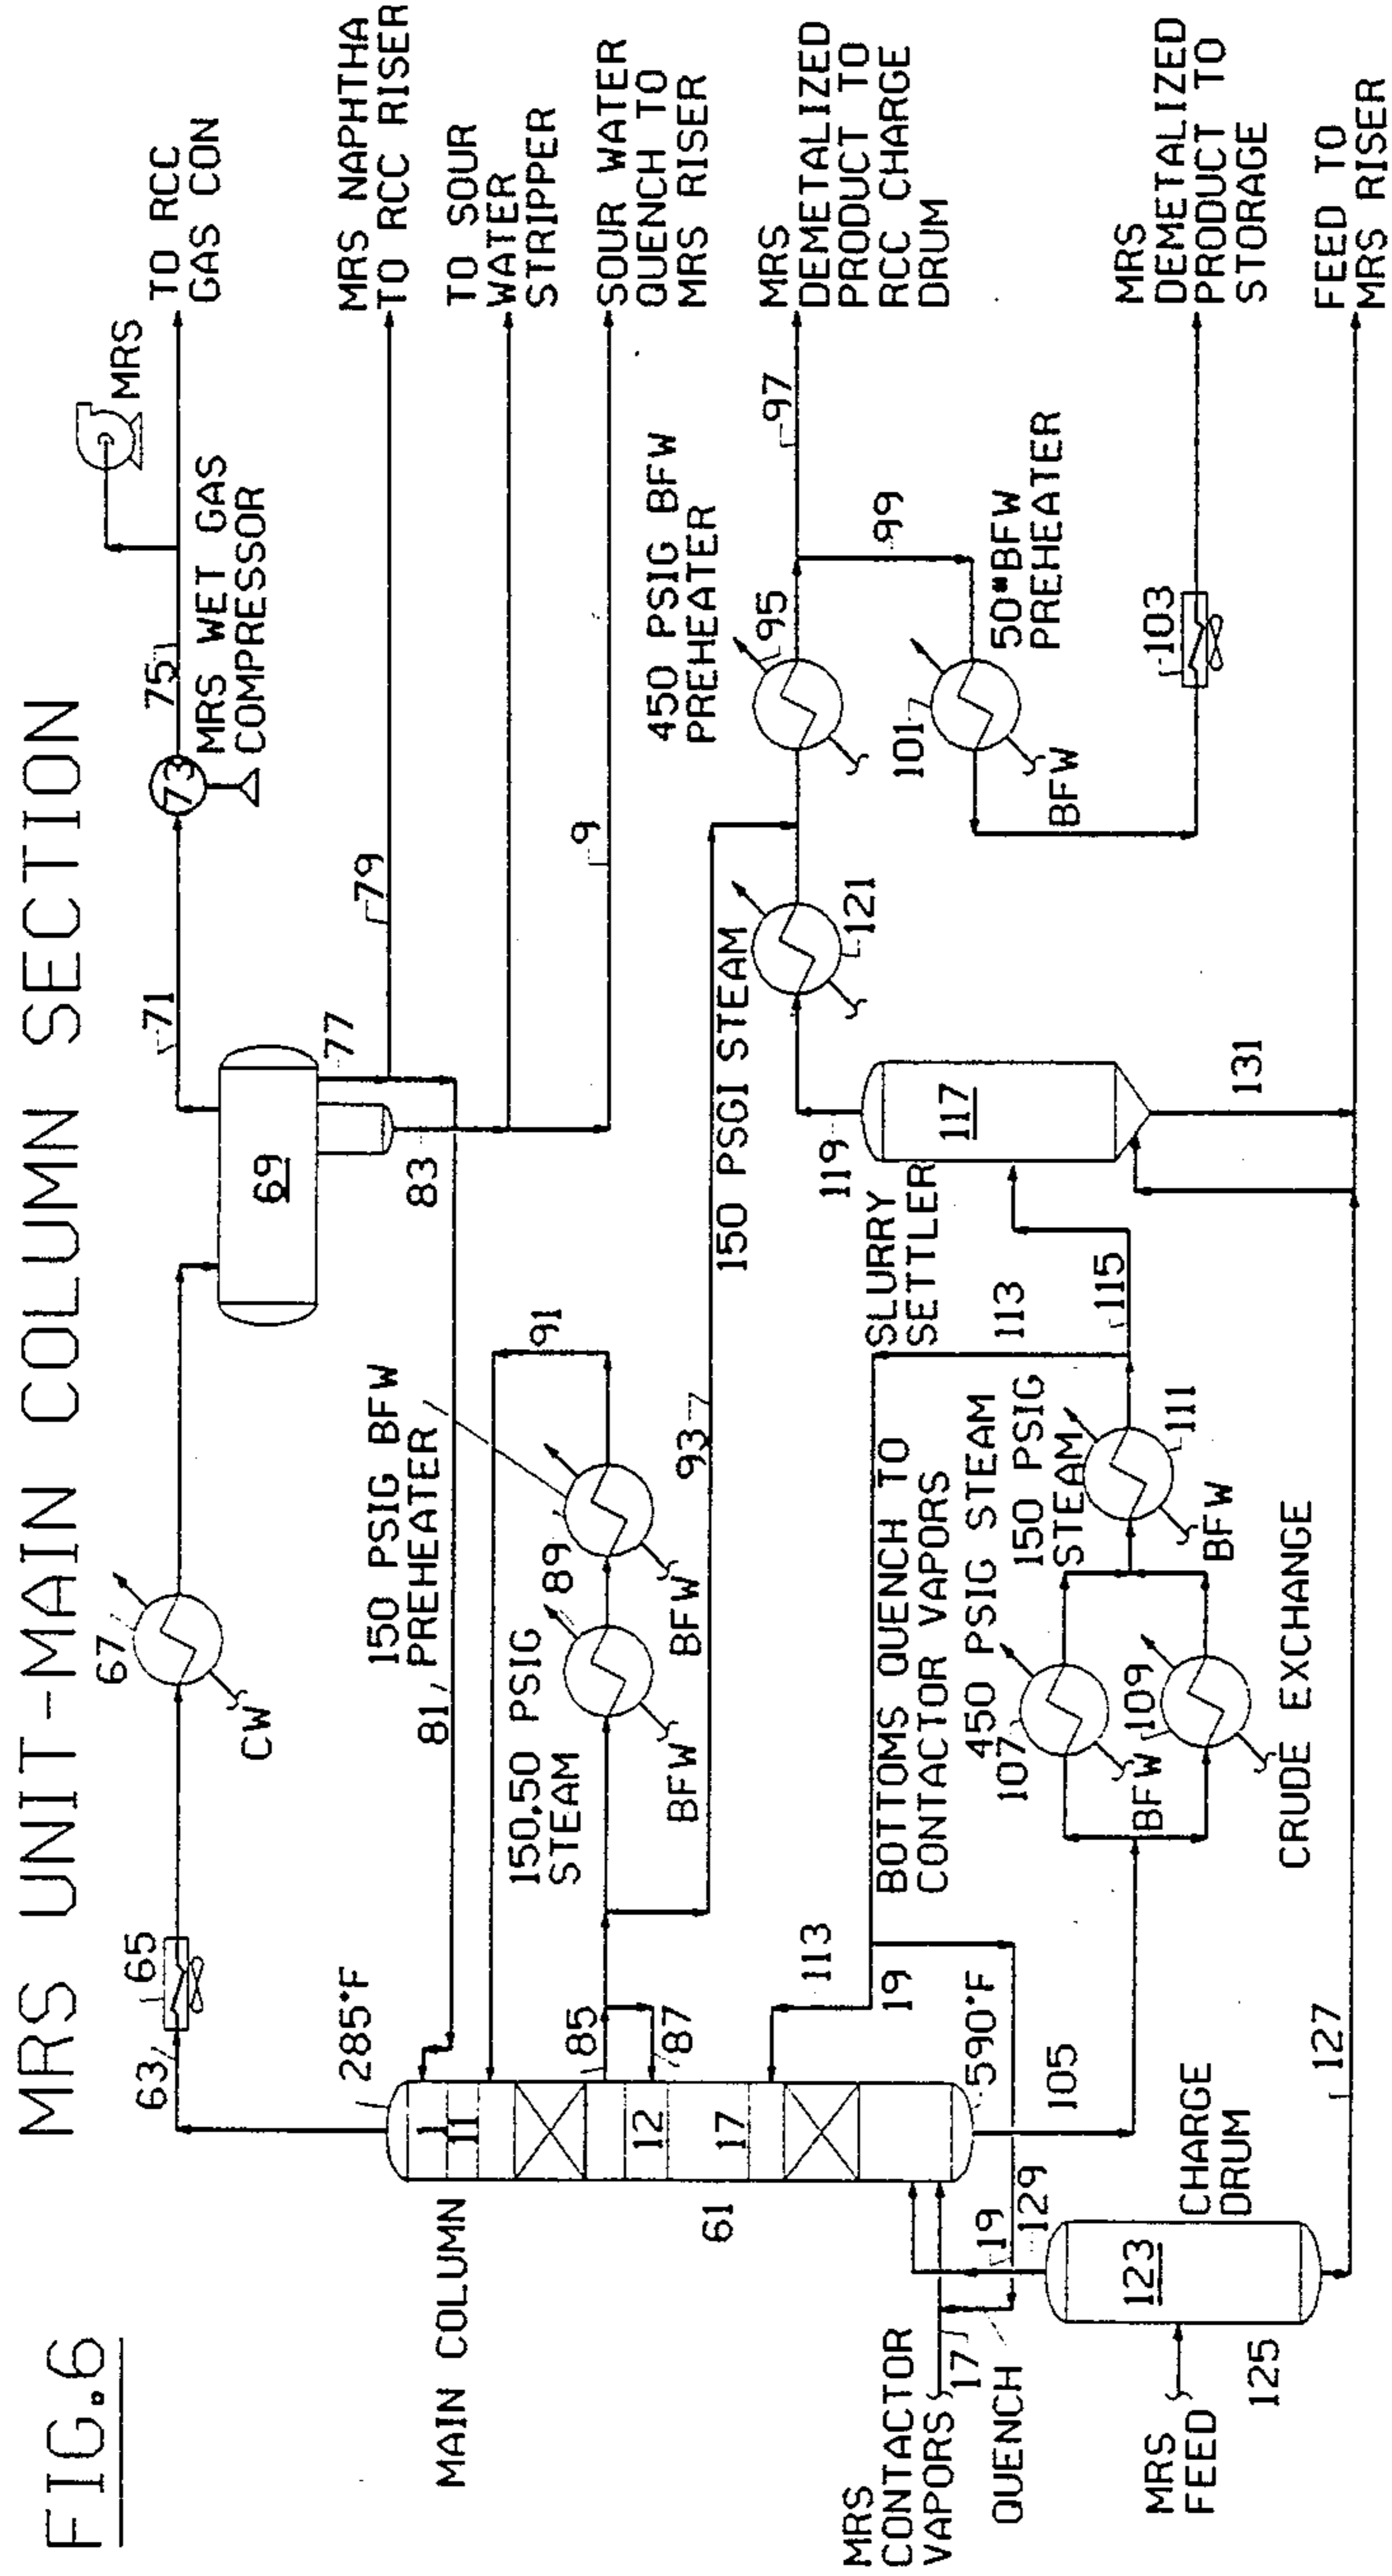 FIG.6
MRS UNIT-MAIN COLUMN SECTION
63
65
67
CW
69
71
73
MRS WET GAS
COMPRESSOR
75
MRS
TO RCC
GAS CON
77
79
MRS NAPHTHA
TO RCC RISER
81
83
TO SOUR
WATER
STRIPPER
9
SOUR WATER
QUENCH TO
MRS RISER
285°F
MAIN COLUMN
1
11
12
17
61
590°F
85
87
150,50 PSIG
STEAM
BFW
89
150 PSIG BFW
PREHEATER
BFW
91
93
150 PSGI STEAM
121
450 PSIG BFW
PREHEATER
95
97
MRS
DEMETALIZED
PRODUCT TO
RCC CHARGE
DRUM
99
50#BFW
PREHEATER
101
BFW
103
MRS
DEMETALIZED
PRODUCT TO
STORAGE
113
19
BOTTOMS QUENCH TO
CONTACTOR VAPORS
105
107
450 PSIG STEAM
BFW
109
CRUDE EXCHANGE
150 PSIG
STEAM
111
BFW
113
115
SLURRY
SETTLER
117
119
131
MRS
CONTACTOR
VAPORS
17
QUENCH
19
129
MRS
FEED
125
123
CHARGE
DRUM
127
FEED TO
MRS RISER